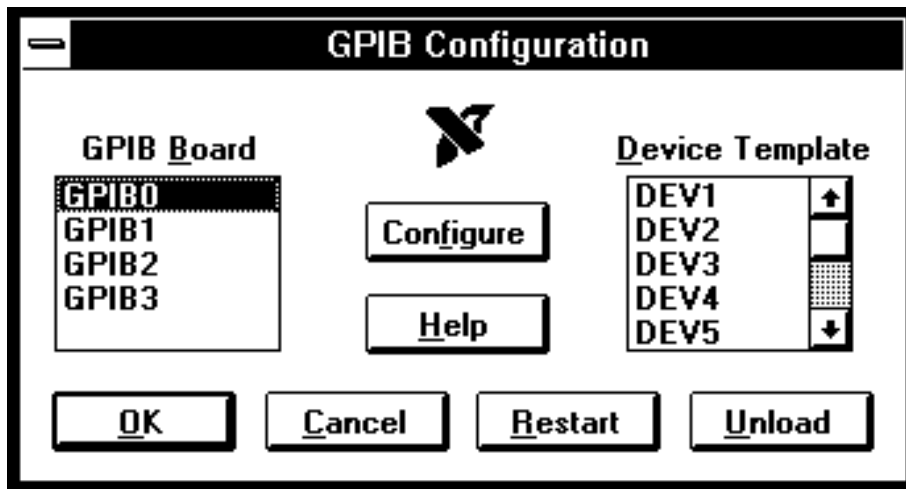 GPIB Configuration
GPIB Board
GPIB0
GPIB1
GPIB2
GPIB3
Configure
Help
Device Template
DEV1
DEV2
DEV3
DEV4
DEV5
OK
Cancel
Restart
Unload